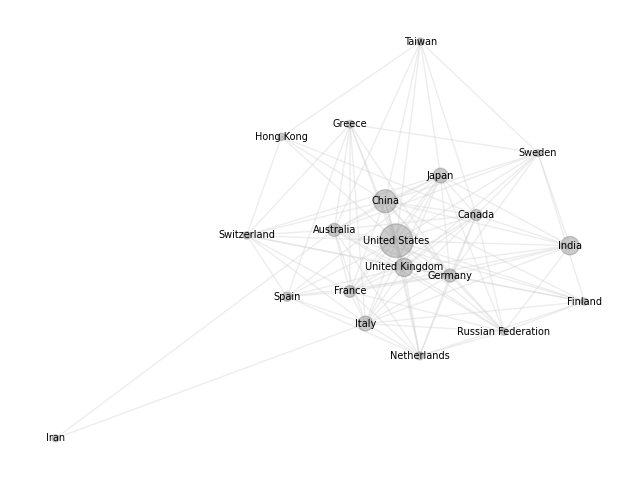 Taiwan
Greece
Hong Kong
Sweden
Japan
China
Canada
Switzerland
Australia
United States
India
United Kingdom
Germany
Spain
France
Finland
Italy
Russian Federation
Netherlands
Iran